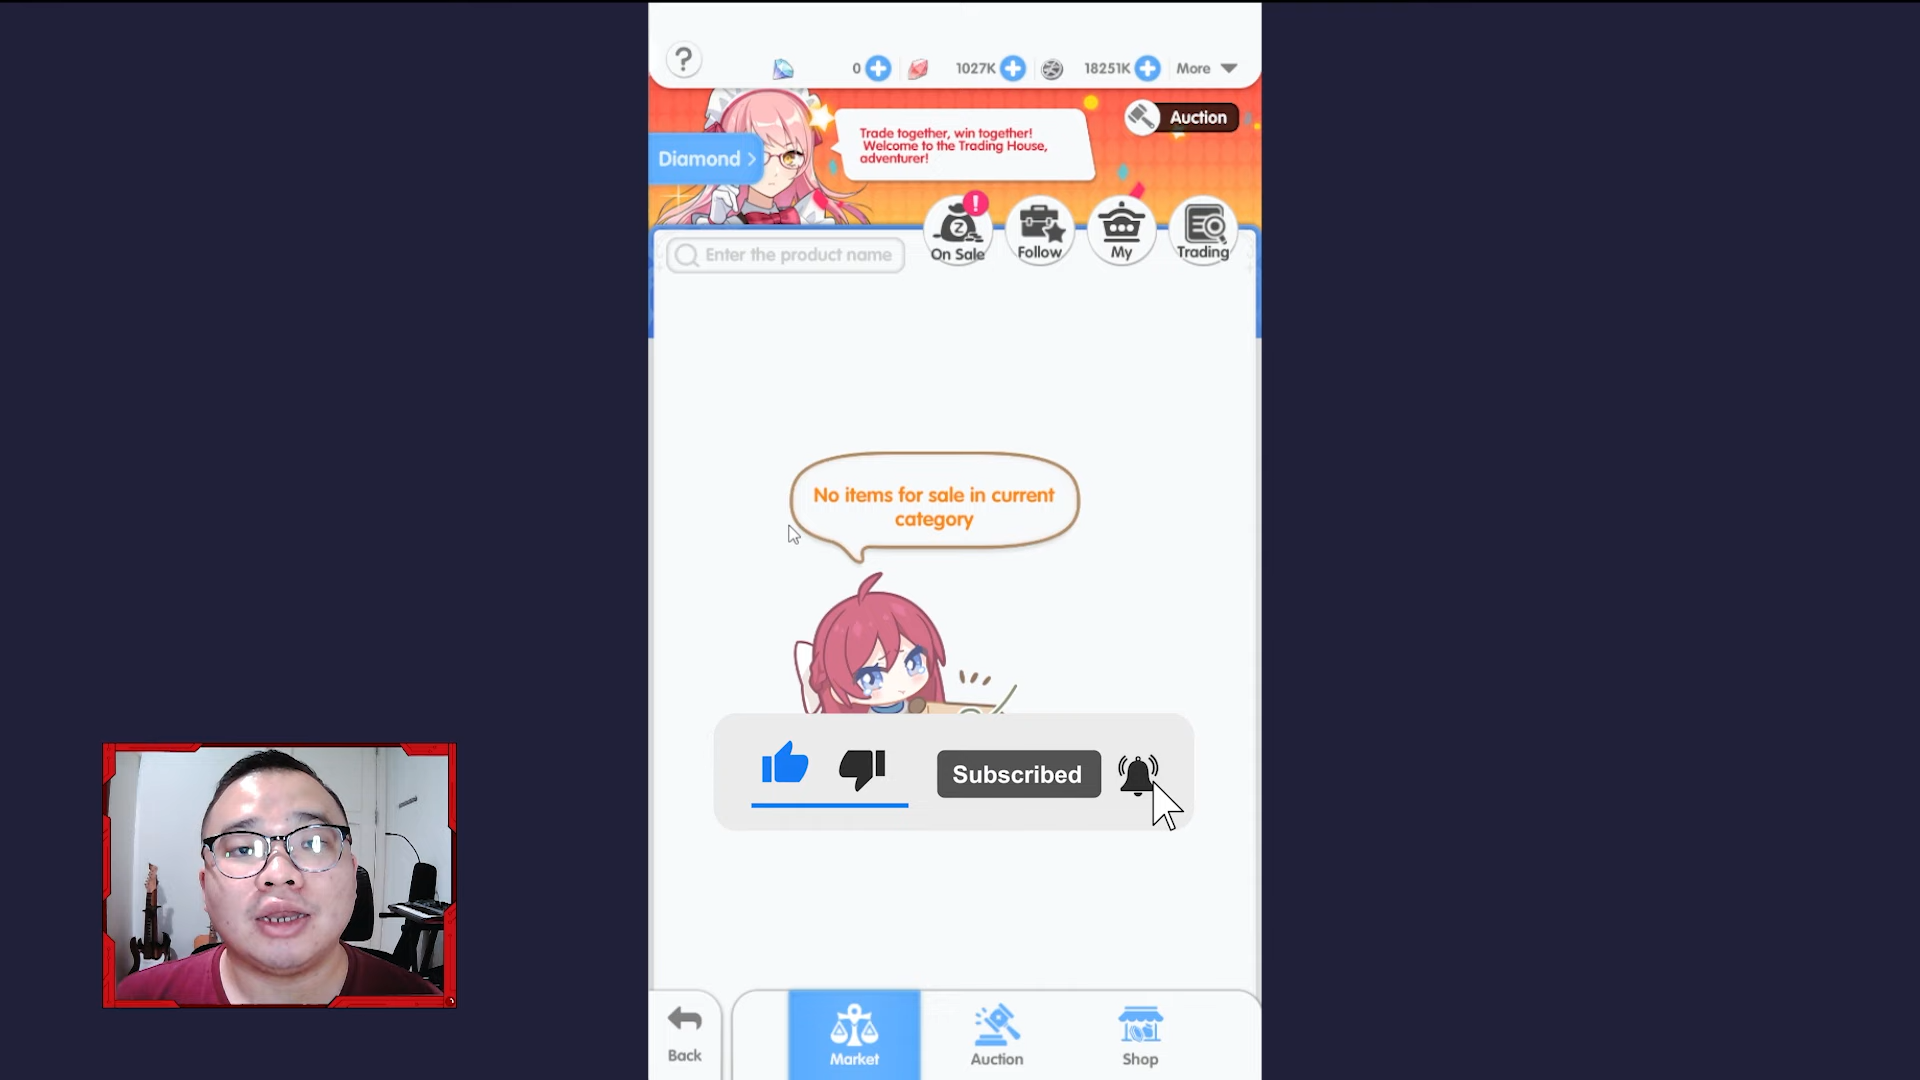 ?
0
1027K
18251K
More
Trade together, win together!
Welcome to the Trading House,
adventurer!
Auction
Diamond >
Enter the product name
On Sale
!
Follow
My
Trading
No items for sale in current
category
Subscribed
Back
Market
Auction
Shop